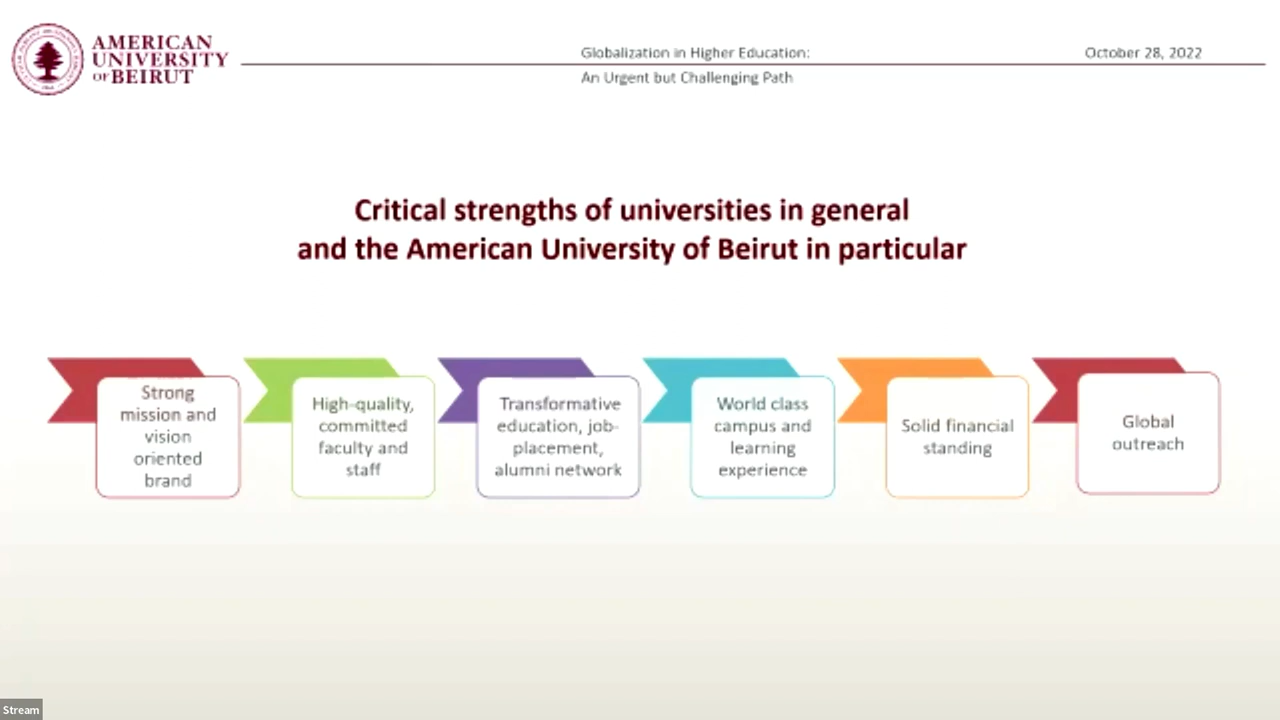 AMERICAN
UNIVERSITY
OF BEIRUT
Globalization in Higher Education:
An Urgent but Challenging Path
October 28, 2022
Critical strengths of universities in general
and the American University of Beirut in particular
Strong
mission and
vision
oriented
brand
High-quality,
committed
faculty and
staff
Transformative
education, job-
placement,
alumni network
World class
campus and
learning
experience
Solid financial
standing
Global
outreach
Stream